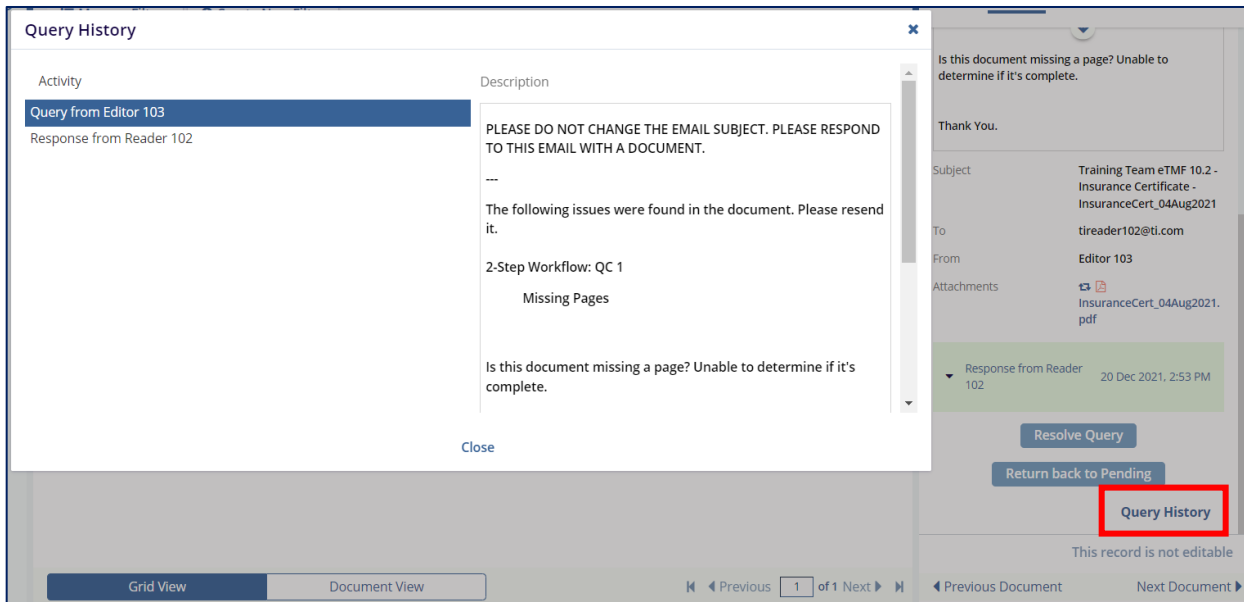 Query History
Activity
Query from Editor 103
Response from Reader 102
Description
PLEASE DO NOT CHANGE THE EMAIL SUBJECT. PLEASE RESPOND
TO THIS EMAIL WITH A DOCUMENT.
---
The following issues were found in the document. Please resend
it.
2-Step Workflow: QC 1
Missing Pages
Is this document missing a page? Unable to determine if it's
complete.
Close
Grid View
Document View
Previous 1 of 1 Next
Is this document missing a page? Unable to
determine if it's complete.
Thank You.
Subject
Training Team eTMF 10.2 -
Insurance Certificate -
InsuranceCert_04Aug2021
To
tireader102@ti.com
From
Editor 103
Attachments
InsuranceCert_04Aug2021.
pdf
Response from Reader
102
20 Dec 2021, 2:53 PM
Resolve Query
Return back to Pending
Query History
This record is not editable
Previous Document
Next Document